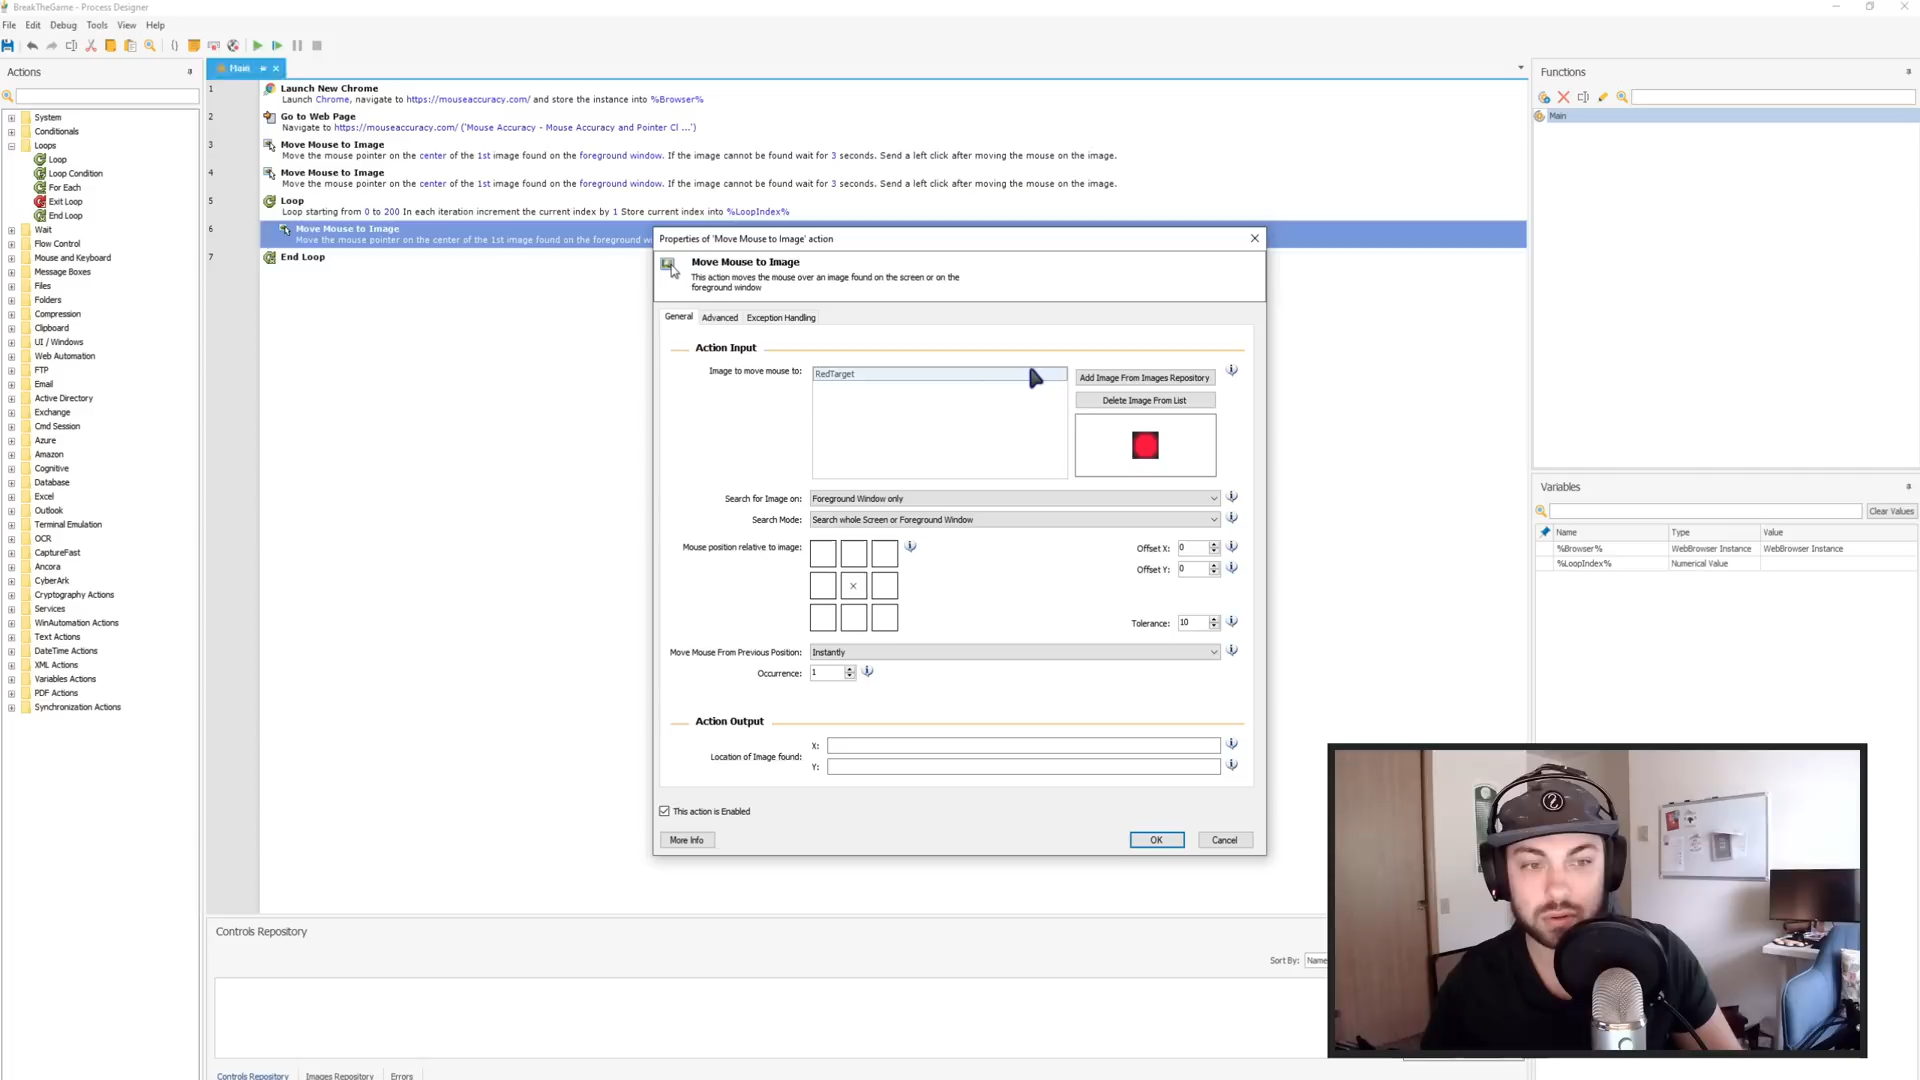 BreakTheGame - Process Designer
File Edit Debug Tools View Help
Actions
Main
Functions
System
Conditionals
Loops
Loop
Loop Condition
For Each
Exit Loop
End Loop
Wait
Flow Control
Mouse and Keyboard
Message Boxes
Files
Folders
Compression
Clipboard
UI / Windows
Web Automation
FTP
Email
Active Directory
Exchange
Cmd Session
Azure
Amazon
Cognitive
Database
Excel
Outlook
Terminal Emulation
OCR
CaptureFast
Ancora
CyberArk
Cryptography Actions
Services
WinAutomation Actions
Text Actions
DateTime Actions
XML Actions
Variables Actions
PDF Actions
Synchronization Actions
1 Launch New Chrome
Launch Chrome, navigate to https://mouseaccuracy.com/ and store the instance into %Browser%
2 Go to Web Page
Navigate to https://mouseaccuracy.com/ ('Mouse Accuracy - Mouse Accuracy and Pointer Cl ...')
3 Move Mouse to Image
Move the mouse pointer on the center of the 1st image found on the foreground window. If the image cannot be found wait for 3 seconds. Send a left click after moving the mouse on the image.
4 Move Mouse to Image
Move the mouse pointer on the center of the 1st image found on the foreground window. If the image cannot be found wait for 3 seconds. Send a left click after moving the mouse on the image.
5 Loop
Loop starting from 0 to 200 In each iteration increment the current index by 1 Store current index into %LoopIndex%
6 Move Mouse to Image
Move the mouse pointer on the center of the 1st image found on the foreground
7 End Loop
Properties of 'Move Mouse to Image' action
Move Mouse to Image
This action moves the mouse over an image found on the screen or on the
foreground window
General Advanced Exception Handling
Action Input
Image to move mouse to: RedTarget
Add Image From Images Repository
Delete Image From List
Search for Image on: Foreground Window only
Search Mode: Search whole Screen or Foreground Window
Mouse position relative to image:
Offset X: 0
Offset Y: 0
Tolerance: 10
Move Mouse From Previous Position: Instantly
Occurrence: 1
Action Output
Location of Image found:
X:
Y:
This action is Enabled
More Info OK Cancel
Main
Variables
Clear Values
Name Type Value
%Browser% WebBrowser Instance WebBrowser Instance
%LoopIndex% Numerical Value
Controls Repository
Sort By: Name
Controls Repository Images Repository Errors